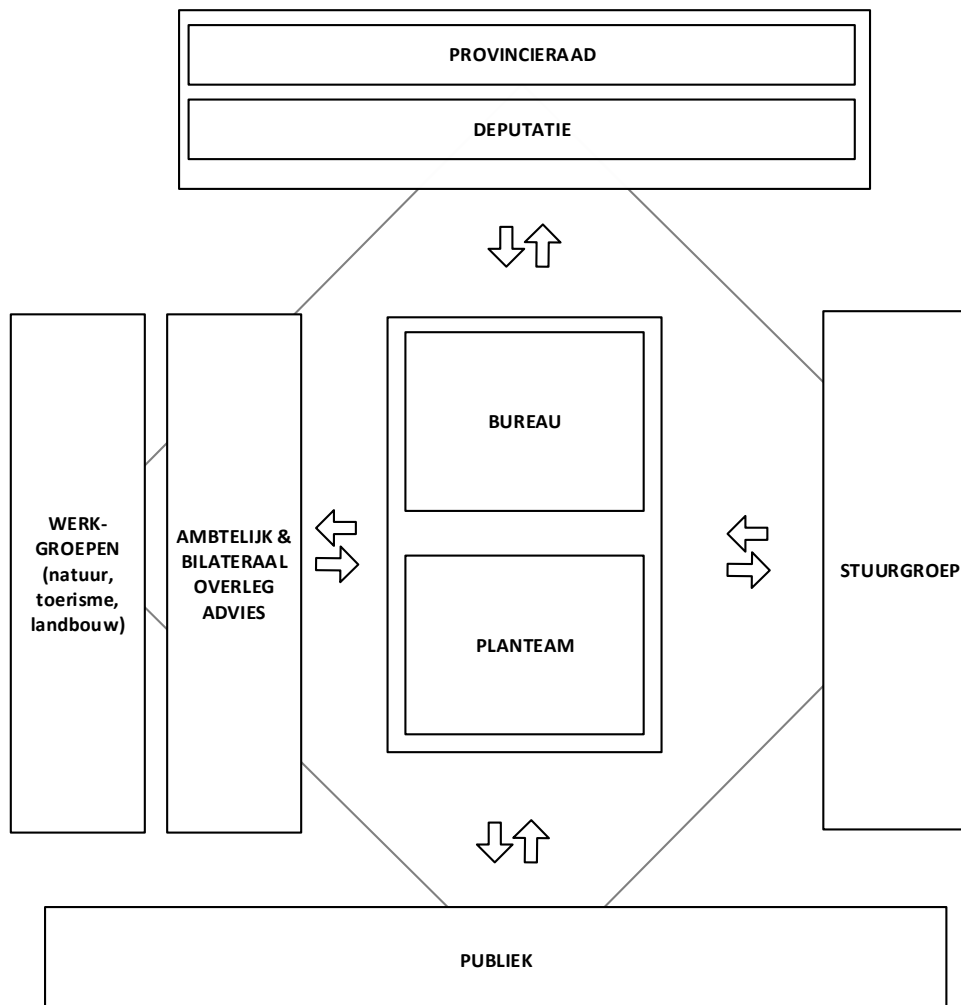 PROVINCIERAAD
DEPUTATIE
WERK-
GROEPEN
(natuur,
toerisme,
landbouw)
AMBTELIJK &
BILATERAAL
OVERLEG
ADVIES
BUREAU
PLANTEAM
STUURGROEP
PUBLIEK